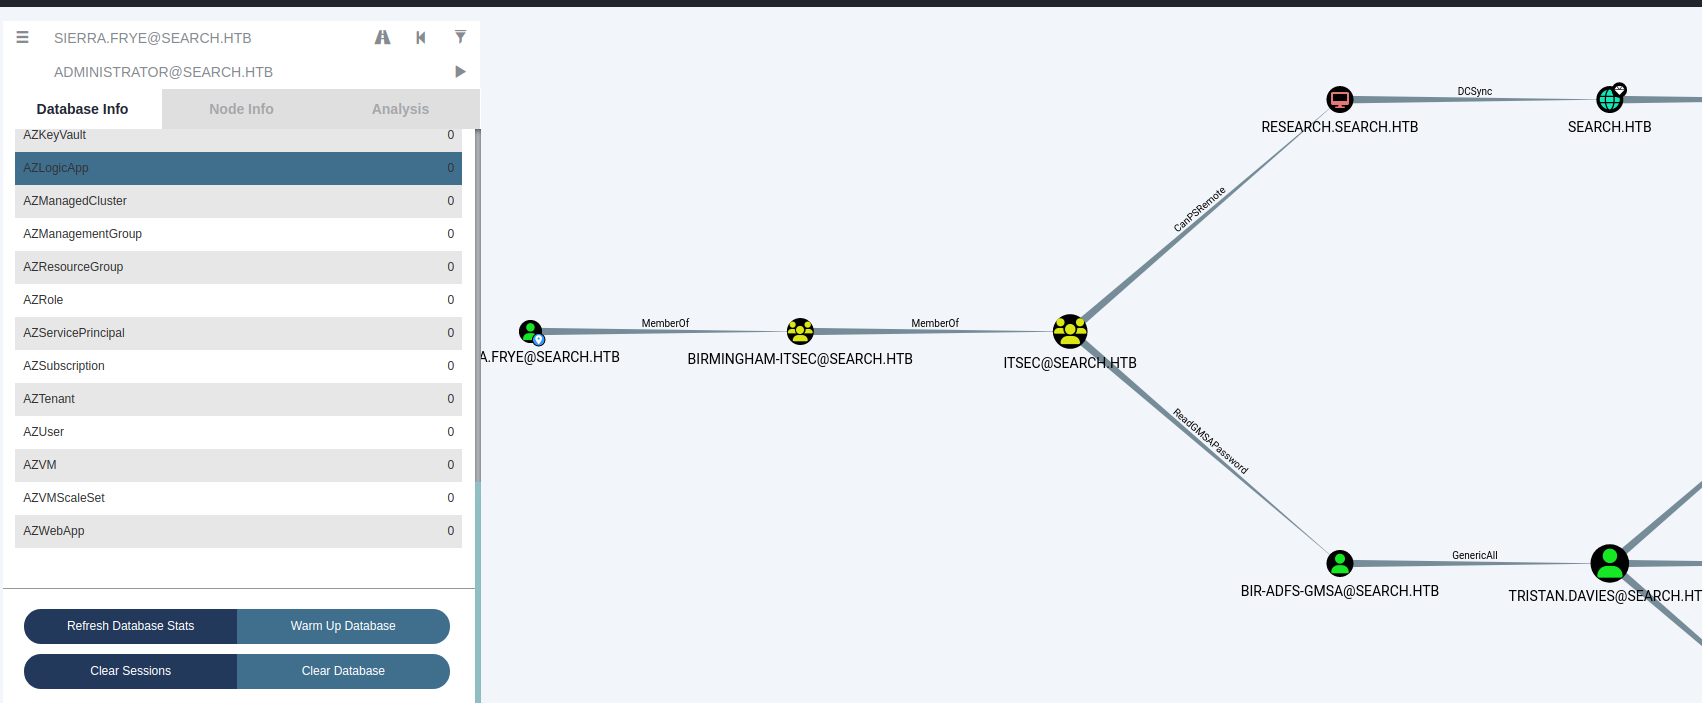 SIERRA.FRYE@SEARCH.HTB
ADMINISTRATOR@SEARCH.HTB
Database Info
Node Info
Analysis
AZKeyVault 0
AZLogicApp 0
AZManagedCluster 0
AZManagementGroup 0
AZResourceGroup 0
AZRole 0
AZServicePrincipal 0
AZSubscription 0
AZTenant 0
AZUser 0
AZVM 0
AZVMScaleSet 0
AZWebApp 0
Refresh Database Stats
Warm Up Database
Clear Sessions
Clear Database
A.FRYE@SEARCH.HTB
MemberOf
BIRMINGHAM-ITSEC@SEARCH.HTB
MemberOf
ITSEC@SEARCH.HTB
CanPSRemote
RESEARCH.SEARCH.HTB
DCSync
SEARCH.HTB
ReadGMSAPassword
BIR-ADFS-GMSA@SEARCH.HTB
GenericAll
TRISTAN.DAVIES@SEARCH.HT